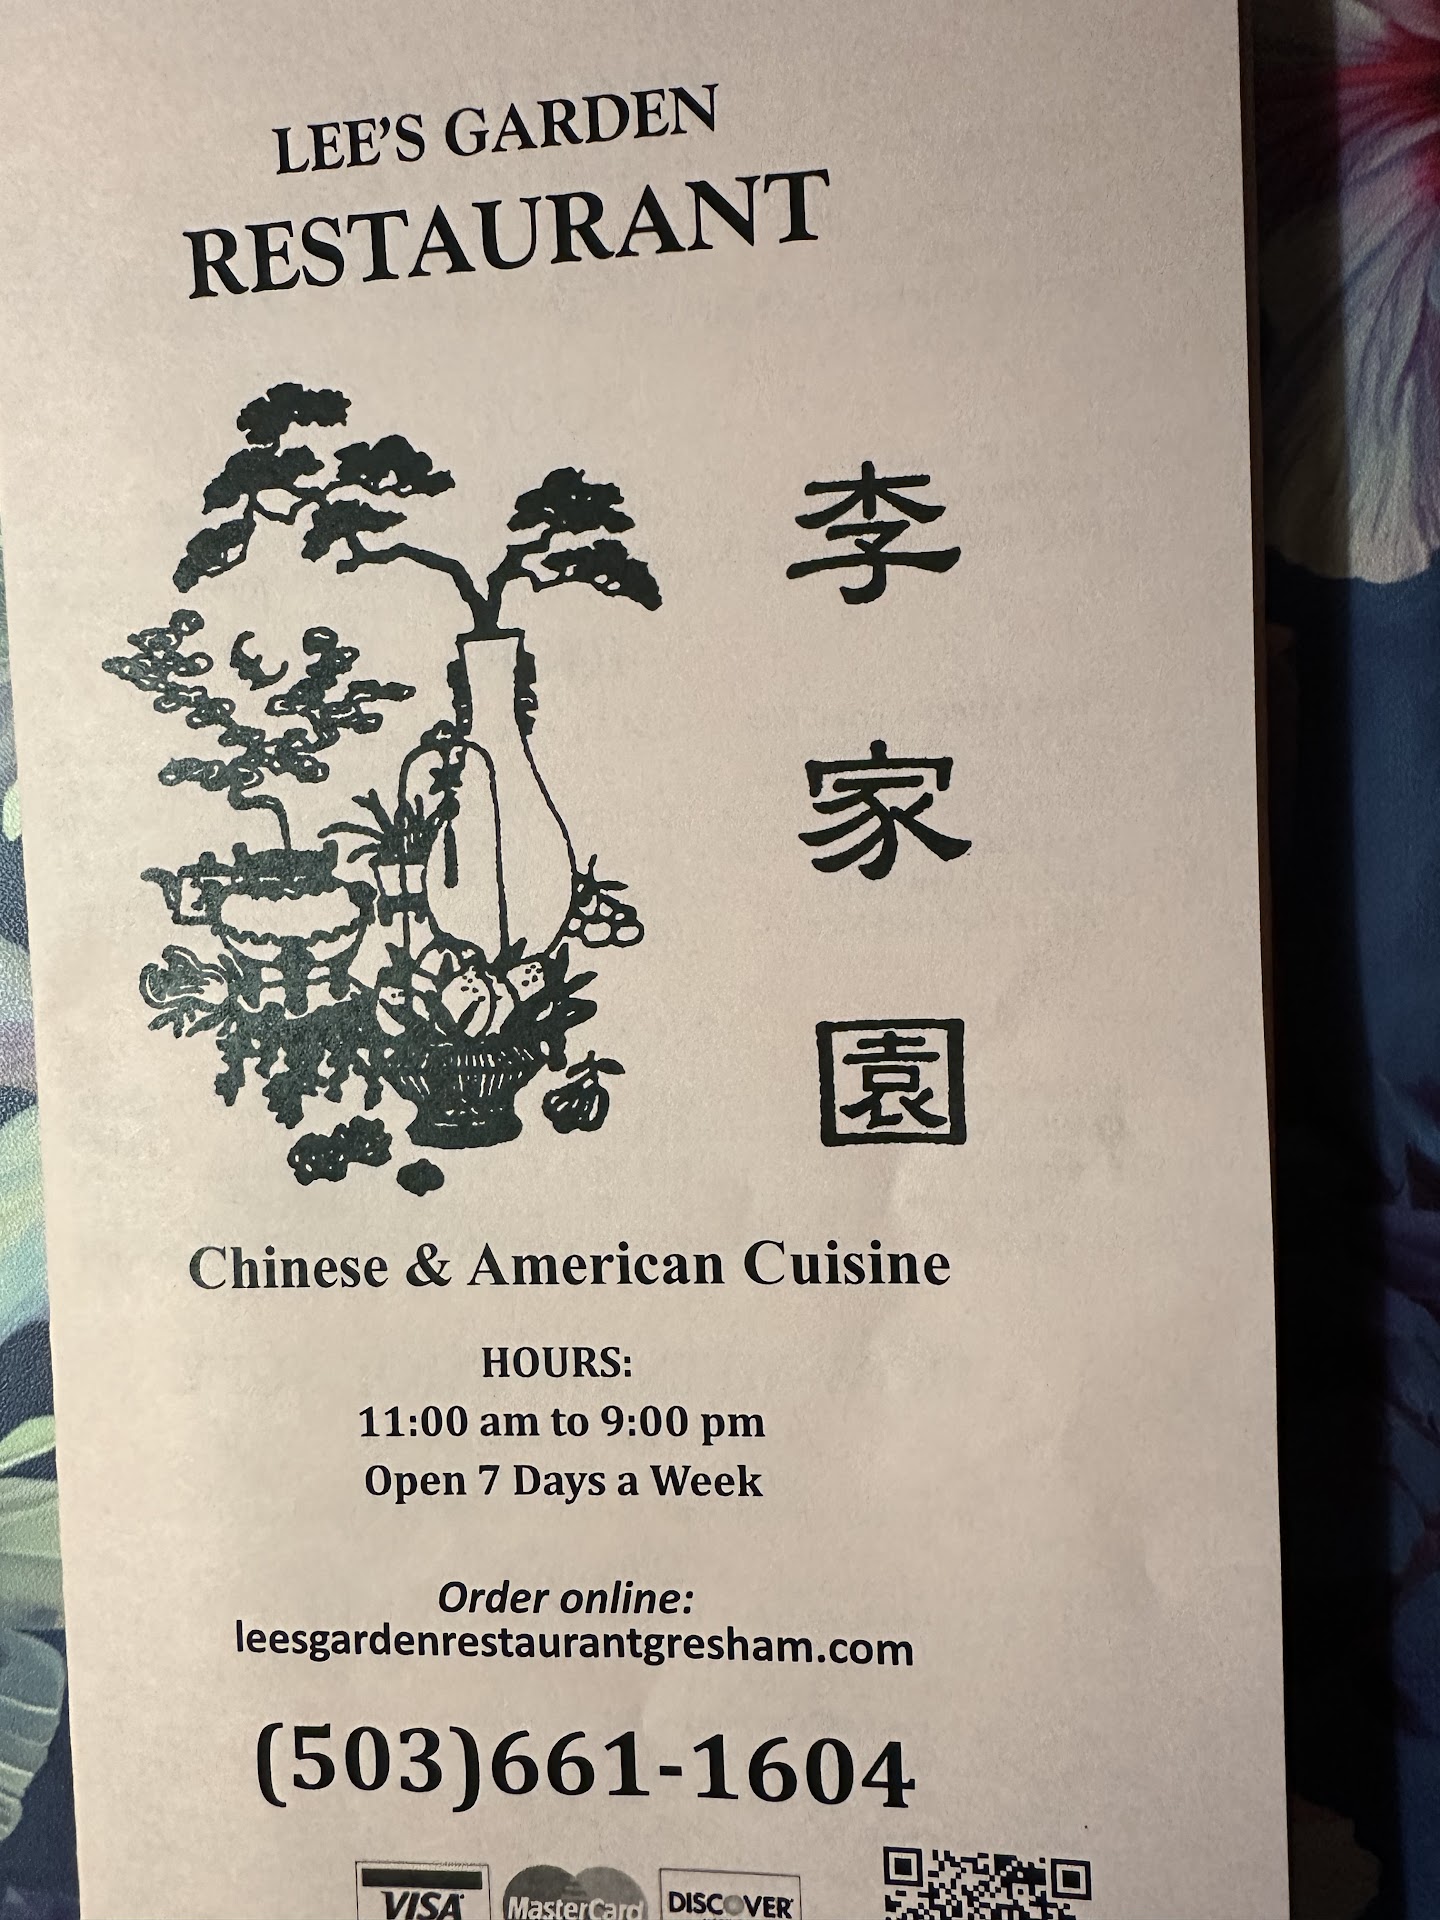 LEE'S GARDEN
RESTAURANT
李
家
園
Chinese & American Cuisine
HOURS:
11:00 am to 9:00 pm
Open 7 Days a Week
Order online:
leesgardenrestaurantgresham.com
(503)661-1604
VISA MasterCard DISCOVER